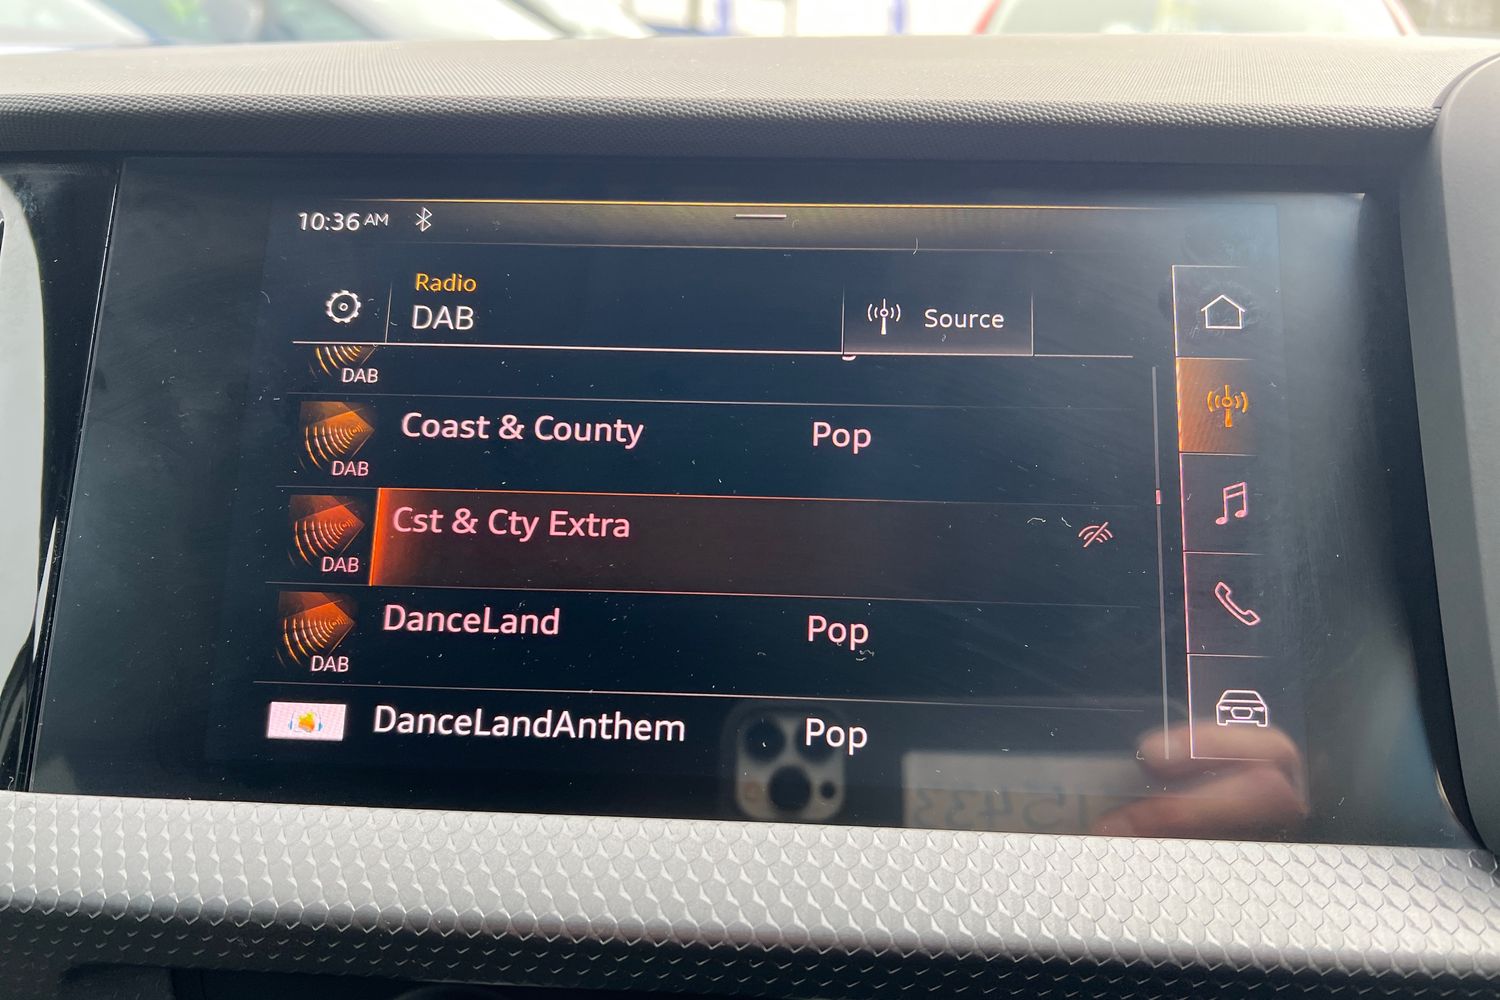 10:36 AM
Radio
DAB
Source
DAB
Coast & County
Pop
DAB
Cst & Cty Extra
DAB
DanceLand
Pop
DAB
DanceLandAnthem
Pop
15433